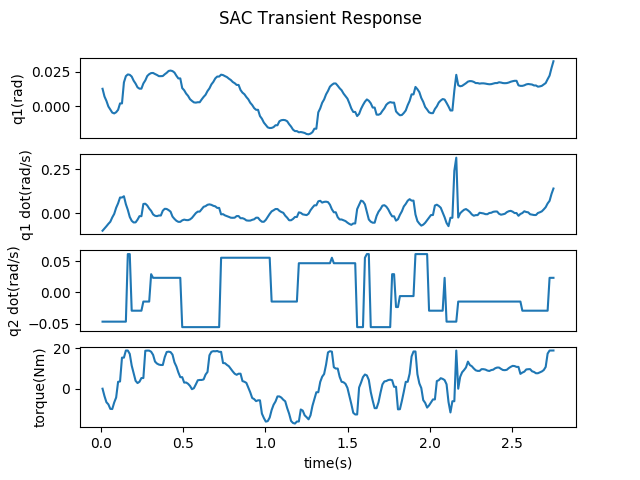 SAC Transient Response
q1(rad)
0.025
0.000
q1 dot(rad/s)
0.25
0.00
q2 dot(rad/s)
0.05
0.00
−0.05
torque(Nm)
20
0
0.0 0.5 1.0 1.5 2.0 2.5
time(s)